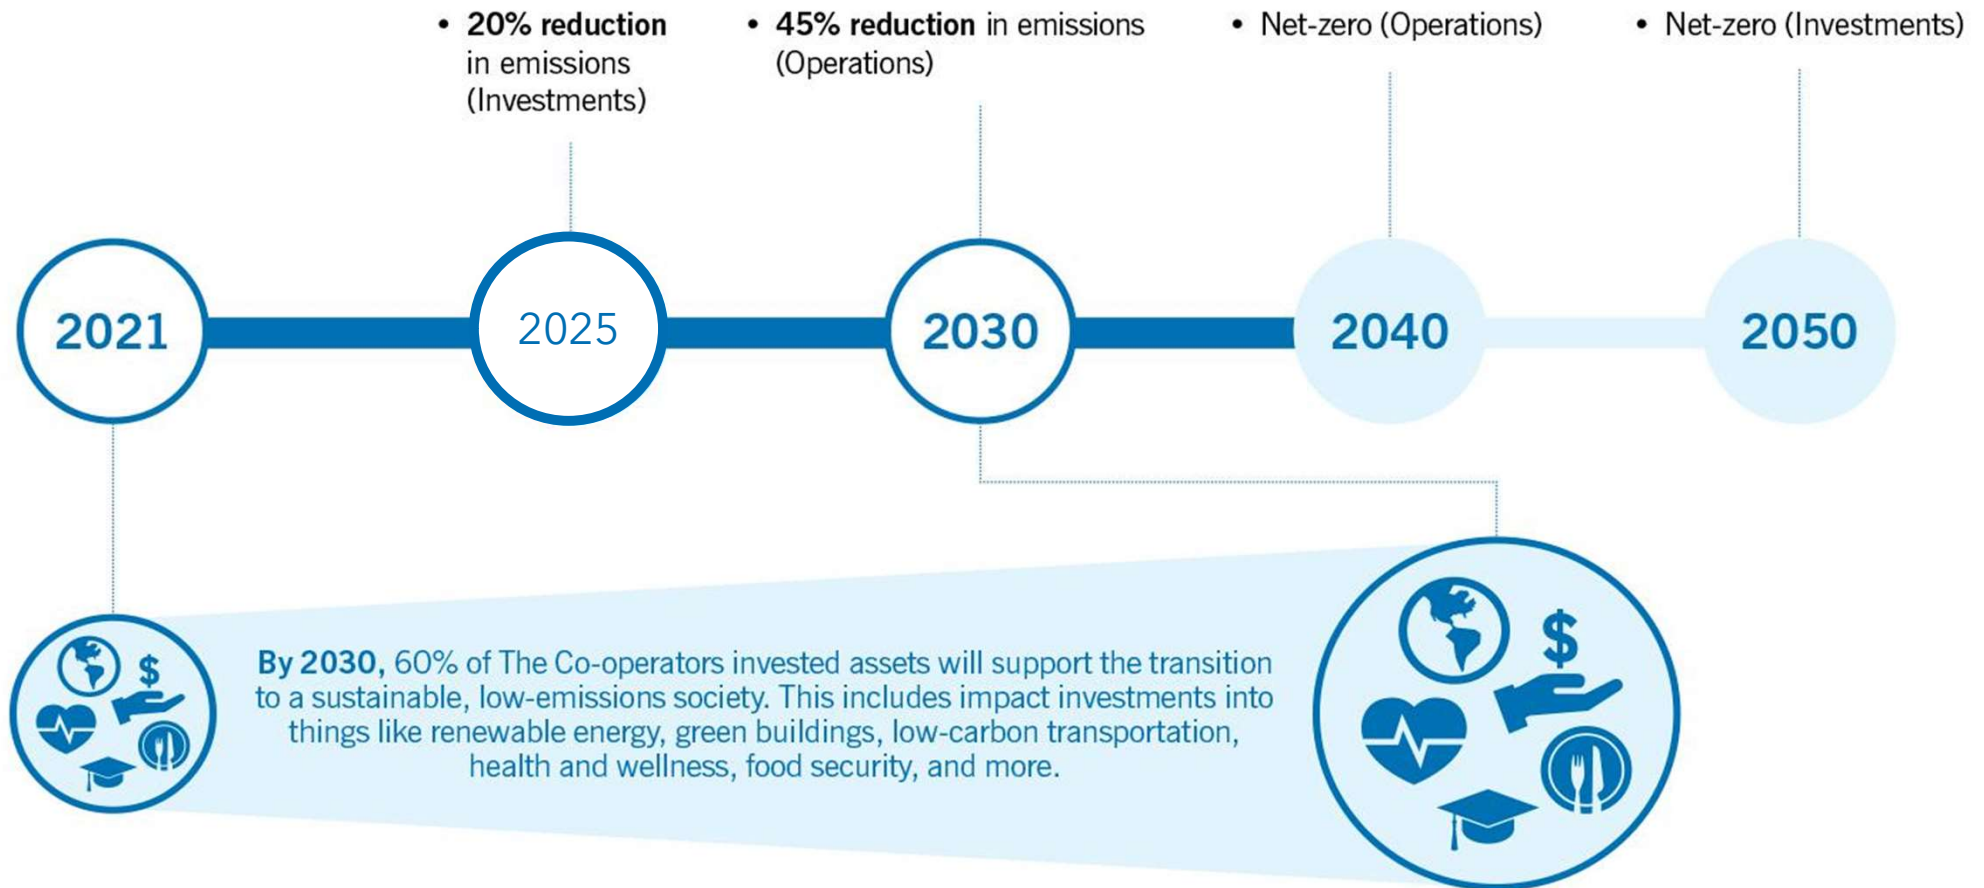 • 20% reduction
in emissions
(Investments)
• 45% reduction in emissions
(Operations)
• Net-zero (Operations)
• Net-zero (Investments)
2021
2025
2030
2040
2050
By 2030, 60% of The Co-operators invested assets will support the transition
to a sustainable, low-emissions society. This includes impact investments into
things like renewable energy, green buildings, low-carbon transportation,
health and wellness, food security, and more.
$
$